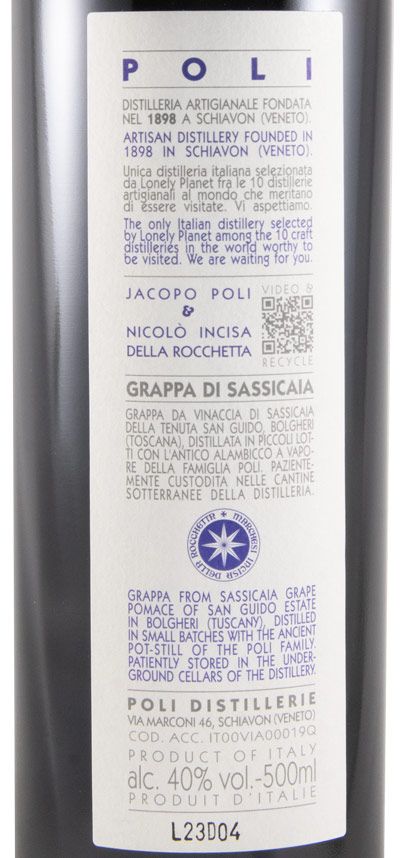 POLI
DISTILLERIA ARTIGIANALE FONDATA
NEL 1898 A SCHIAVON (VENETO).
ARTISAN DISTILLERY FOUNDED IN
1898 IN SCHIAVON (VENETO).
Unica distilleria italiana selezionata
da Lonely Planet fra le 10 distillerie
artigianali al mondo che meritano
di essere visitate. Vi aspettiamo.
The only Italian distillery selected
by Lonely Planet among the 10 craft
distilleries in the world worthy to
be visited. We are waiting for you.
JACOPO POLI
&
NICOLÒ INCISA
DELLA ROCCHETTA
VIDEO &
RECYCLE
GRAPPA DI SASSICAIA
GRAPPA DA VINACCIA DI SASSICAIA
DELLA TENUTA SAN GUIDO, BOLGHERI
(TOSCANA), DISTILLATA IN PICCOLI LOT-
TI CON L'ANTICO ALAMBICCO A VAPO-
RE DELLA FAMIGLIA POLI. PAZIENTE-
MENTE CUSTODITA NELLE CANTINE
SOTTERRANEE DELLA DISTILLERIA.
MARCHESI INCISA DELLA ROCCHETTA
GRAPPA FROM SASSICAIA GRAPE
POMACE OF SAN GUIDO ESTATE
IN BOLGHERI (TUSCANY), DISTILLED
IN SMALL BATCHES WITH THE ANCIENT
POT-STILL OF THE POLI FAMILY.
PATIENTLY STORED IN THE UNDER-
GROUND CELLARS OF THE DISTILLERY.
POLI DISTILLERIE
VIA MARCONI 46, SCHIAVON (VENETO)
COD. ACC. IT00VIA00019Q
PRODUCT OF ITALY
alc. 40% vol.-500ml
PRODUIT D'ITALIE
L23D04